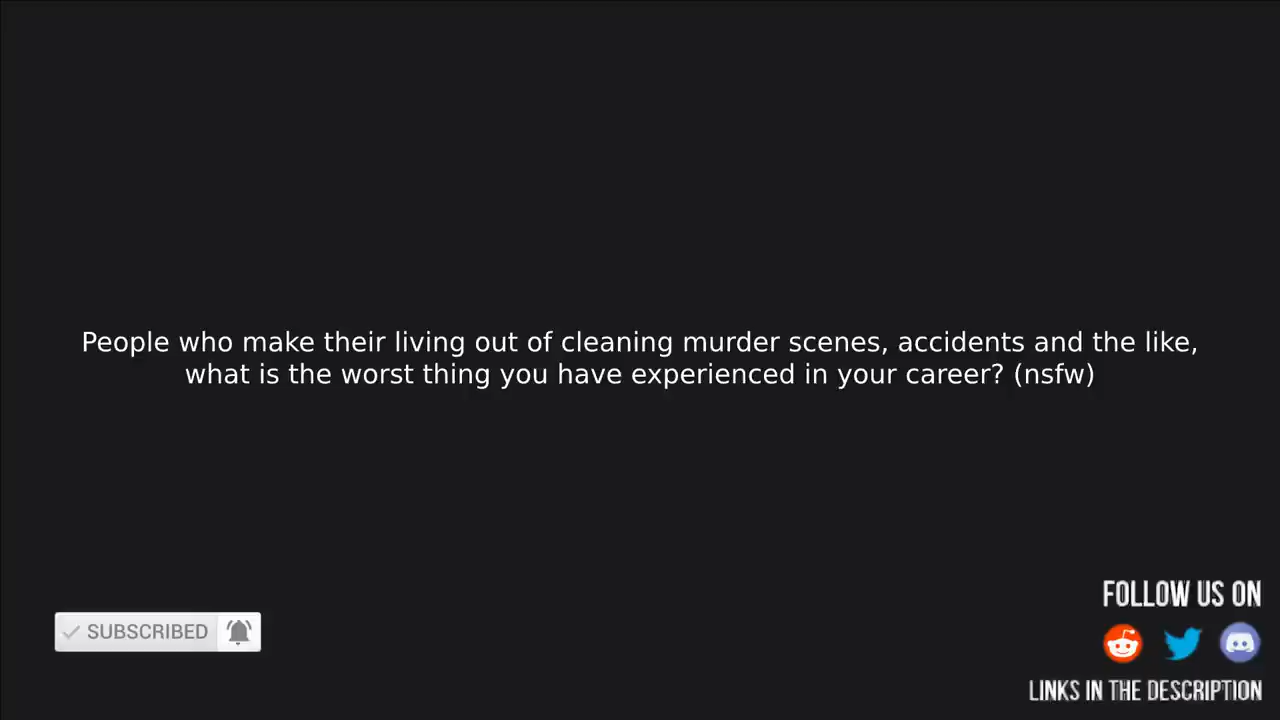 People who make their living out of cleaning murder scenes, accidents and the like,
what is the worst thing you have experienced in your career? (nsfw)
FOLLOW US ON
SUBSCRIBED
LINKS IN THE DESCRIPTION